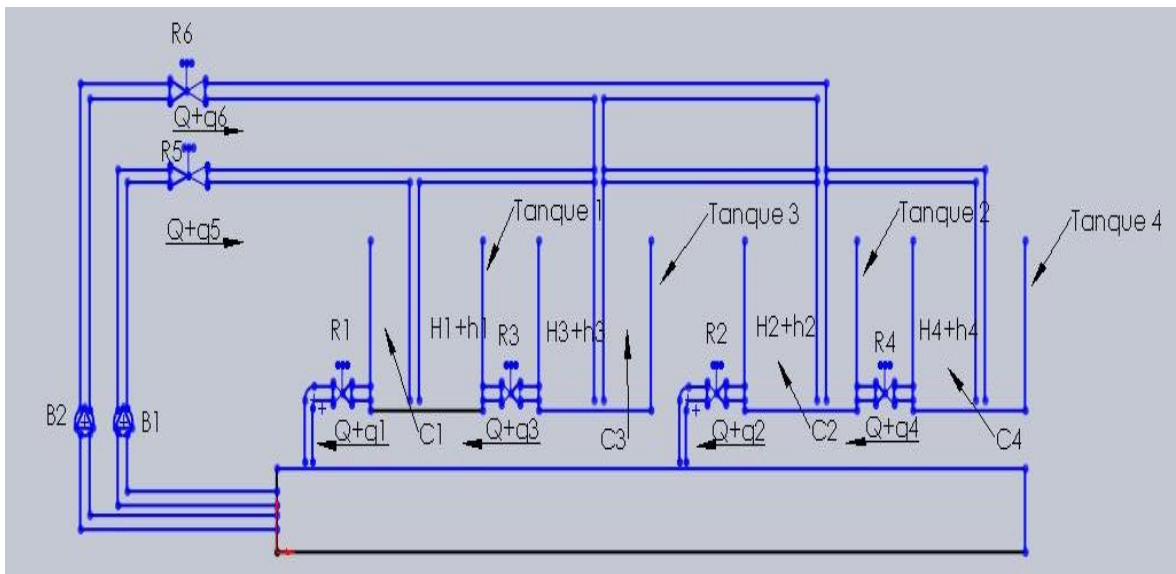 R6
Q+q6
R5
Q+q5
Tanque 1
Tanque 3
Tanque 2
Tanque 4
R1
H1+h1
R3
H3+h3
R2
H2+h2
R4
H4+h4
B2
B1
Q+q1
C1
Q+q3
C3
Q+q2
C2
Q+q4
C4